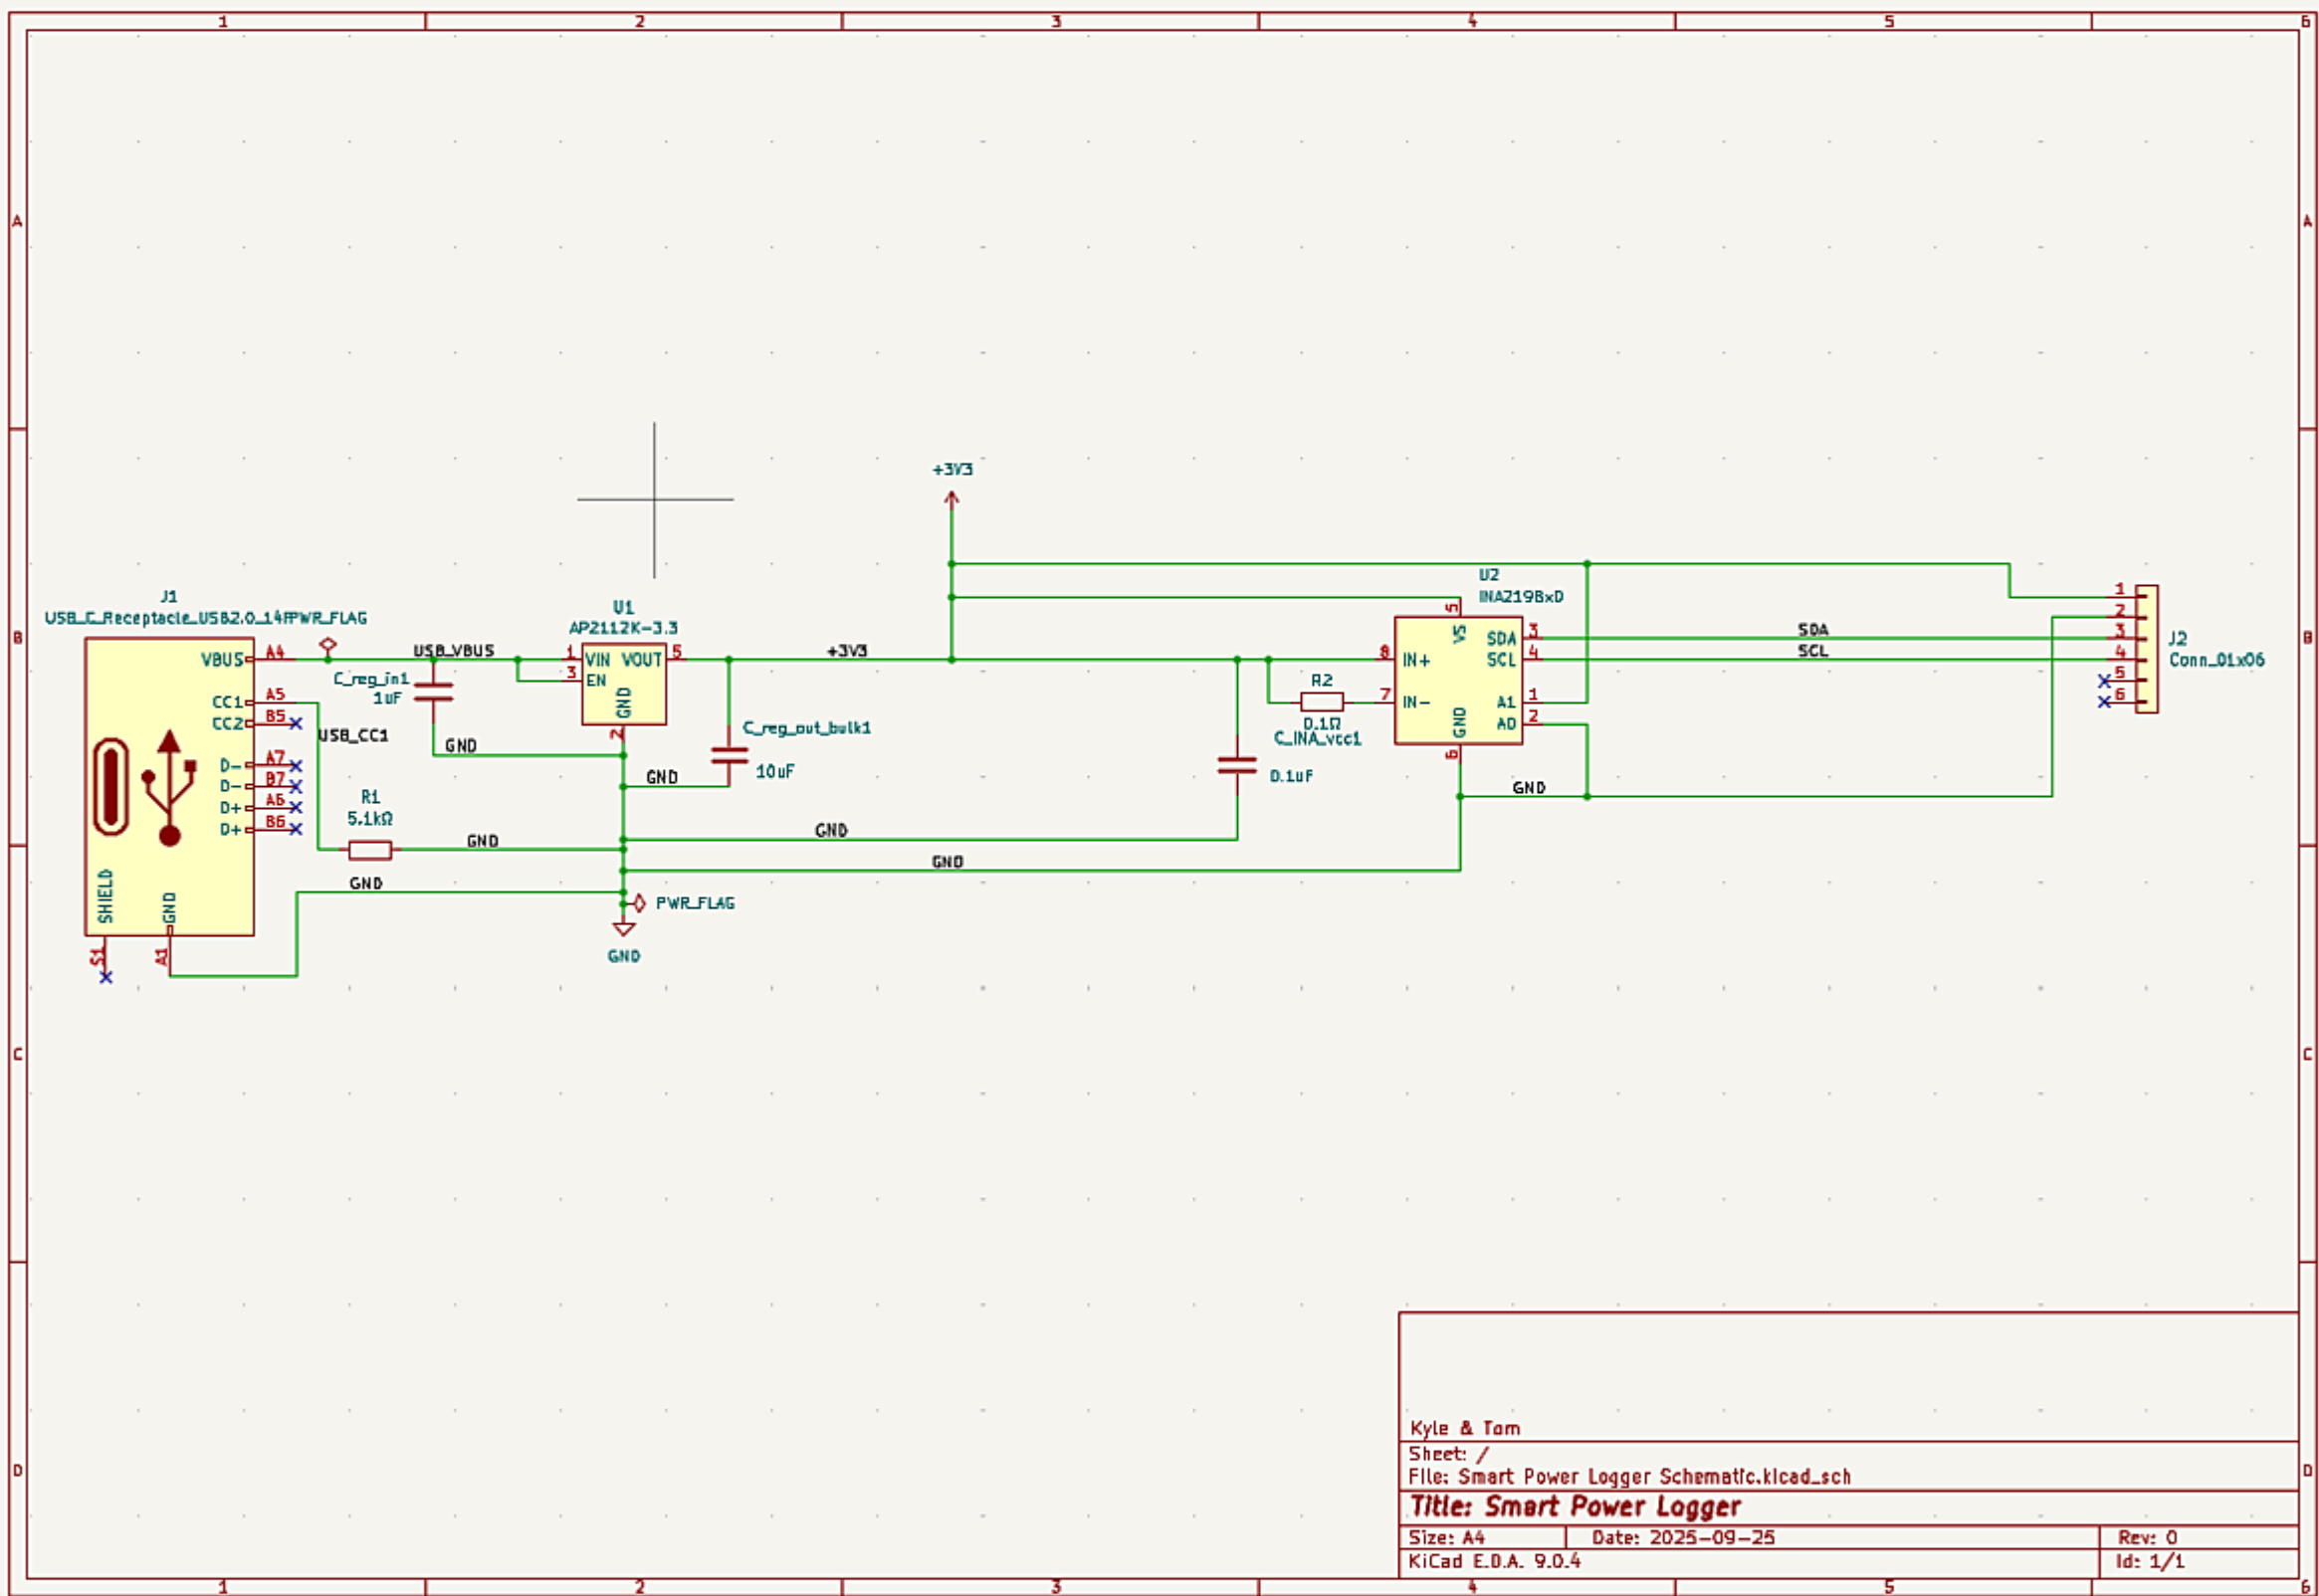 1 2 3 4 5 6
A A
+3V3
J1
USB_C_Receptacle_USB2.0_14P
PWR_FLAG
U1
AP2112K-3.3
U2
INA219BxD
B B
VBUS A4
USB_VBUS
1 VIN VOUT 5
3 EN
GND
2
+3V3
C_reg_in1
1uF
CC1 A5
CC2 B5
USB_CC1
D- A7
D- B7
D+ A6
D+ B6
GND
C_reg_out_bulk1
10uF
GND
R1
5.1kΩ
GND
GND
GND
GND
SHIELD
GND
S1
A1
PWR_FLAG
GND
R2
0.1Ω
C_INA_vcc1
0.1uF
8 IN+
7 IN-
5
VS
SDA 3
SCL 4
A1 1
A0 2
GND
6
GND
SDA
SCL
1
2
3
4
5
6
J2
Conn_01x06
C C
D D
Kyle & Tom
Sheet: /
File: Smart Power Logger Schematic.kicad_sch
Title: Smart Power Logger
Size: A4 Date: 2025-09-25 Rev: 0
KiCad E.D.A. 9.0.4 Id: 1/1
1 2 3 4 5 6